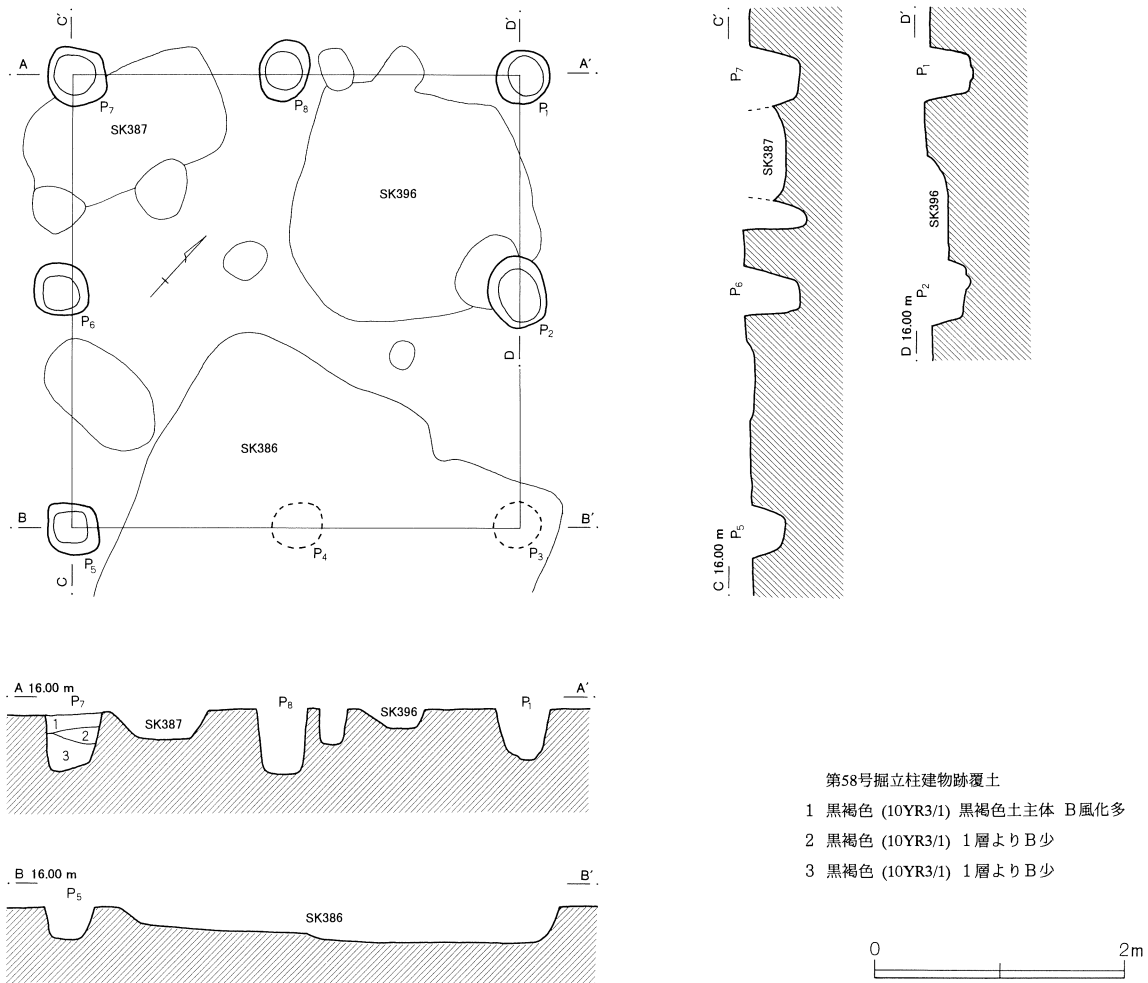 C′
D′
A
A′
P7
P8
P1
SK387
SK396
P6
P2
D
SK386
B
B′
P5
P4
P3
C
C′
P7
SK387
P6
P5
C 16.00 m
D′
P1
SK396
P2
D 16.00 m
A 16.00 m
A′
P7
P8
P1
SK387
SK396
1
2
3
B 16.00 m
B′
P5
SK386
第58号掘立柱建物跡覆土
1 黒褐色 (10YR3/1) 黒褐色土主体 B風化多
2 黒褐色 (10YR3/1) 1層よりB少
3 黒褐色 (10YR3/1) 1層よりB少
0 2m